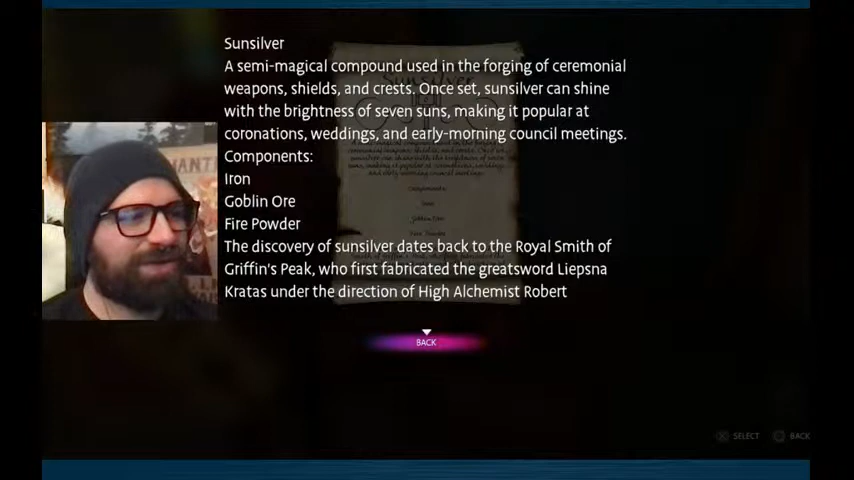 Sunsilver
A semi-magical compound used in the forging of ceremonial
weapons, shields, and crests. Once set, sunsilver can shine
with the brightness of seven suns, making it popular at
coronations, weddings, and early-morning council meetings.
Components:
Iron
Goblin Ore
Fire Powder
The discovery of sunsilver dates back to the Royal Smith of
Griffin's Peak, who first fabricated the greatsword Liepsna
Kratas under the direction of High Alchemist Robert
BACK
SELECT BACK